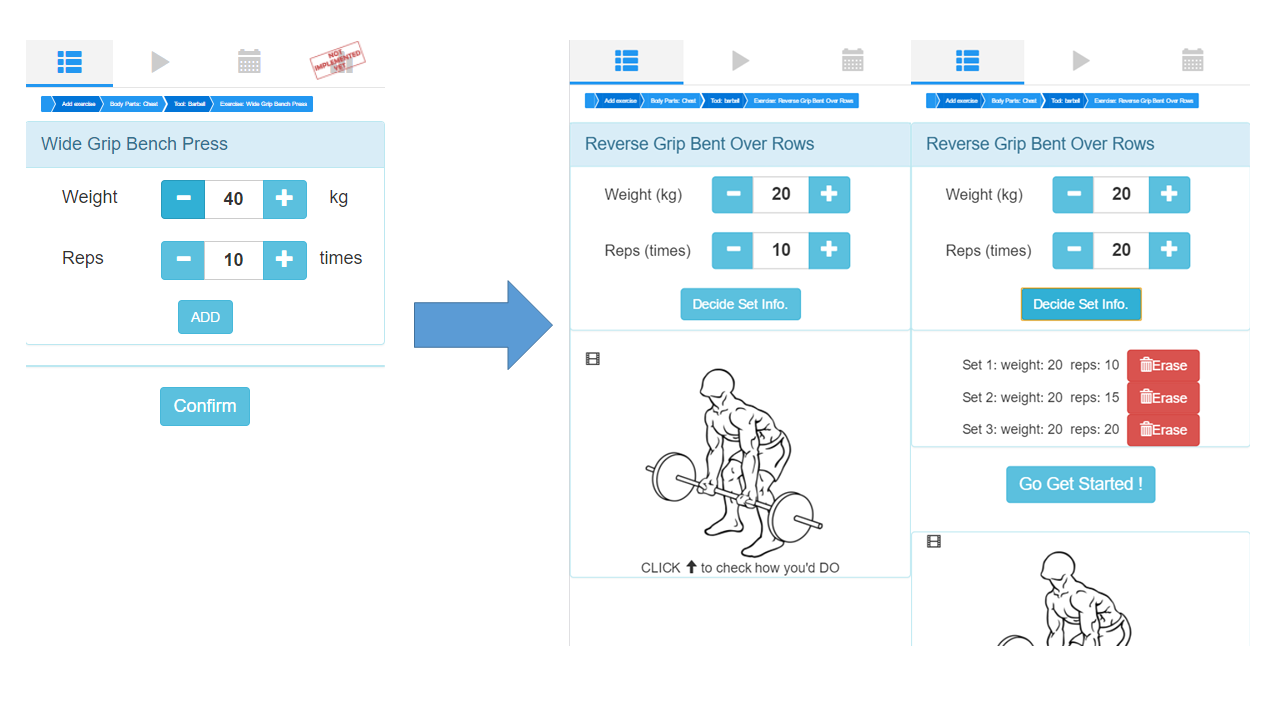 NOT IMPLEMENTED YET
Add exercise Body Parts: Chest Tool: Barbell Exercise: Wide Grip Bench Press
Wide Grip Bench Press
Weight − 40 + kg
Reps − 10 + times
ADD
Confirm
Add exercise Body Parts: Chest Tool: barbell Exercise: Reverse Grip Bent Over Rows
Reverse Grip Bent Over Rows
Weight (kg) − 20 +
Reps (times) − 10 +
Decide Set Info.
CLICK ⬆ to check how you'd DO
Add exercise Body Parts: Chest Tool: barbell Exercise: Reverse Grip Bent Over Rows
Reverse Grip Bent Over Rows
Weight (kg) − 20 +
Reps (times) − 20 +
Decide Set Info.
Set 1: weight: 20 reps: 10 Erase
Set 2: weight: 20 reps: 15 Erase
Set 3: weight: 20 reps: 20 Erase
Go Get Started !